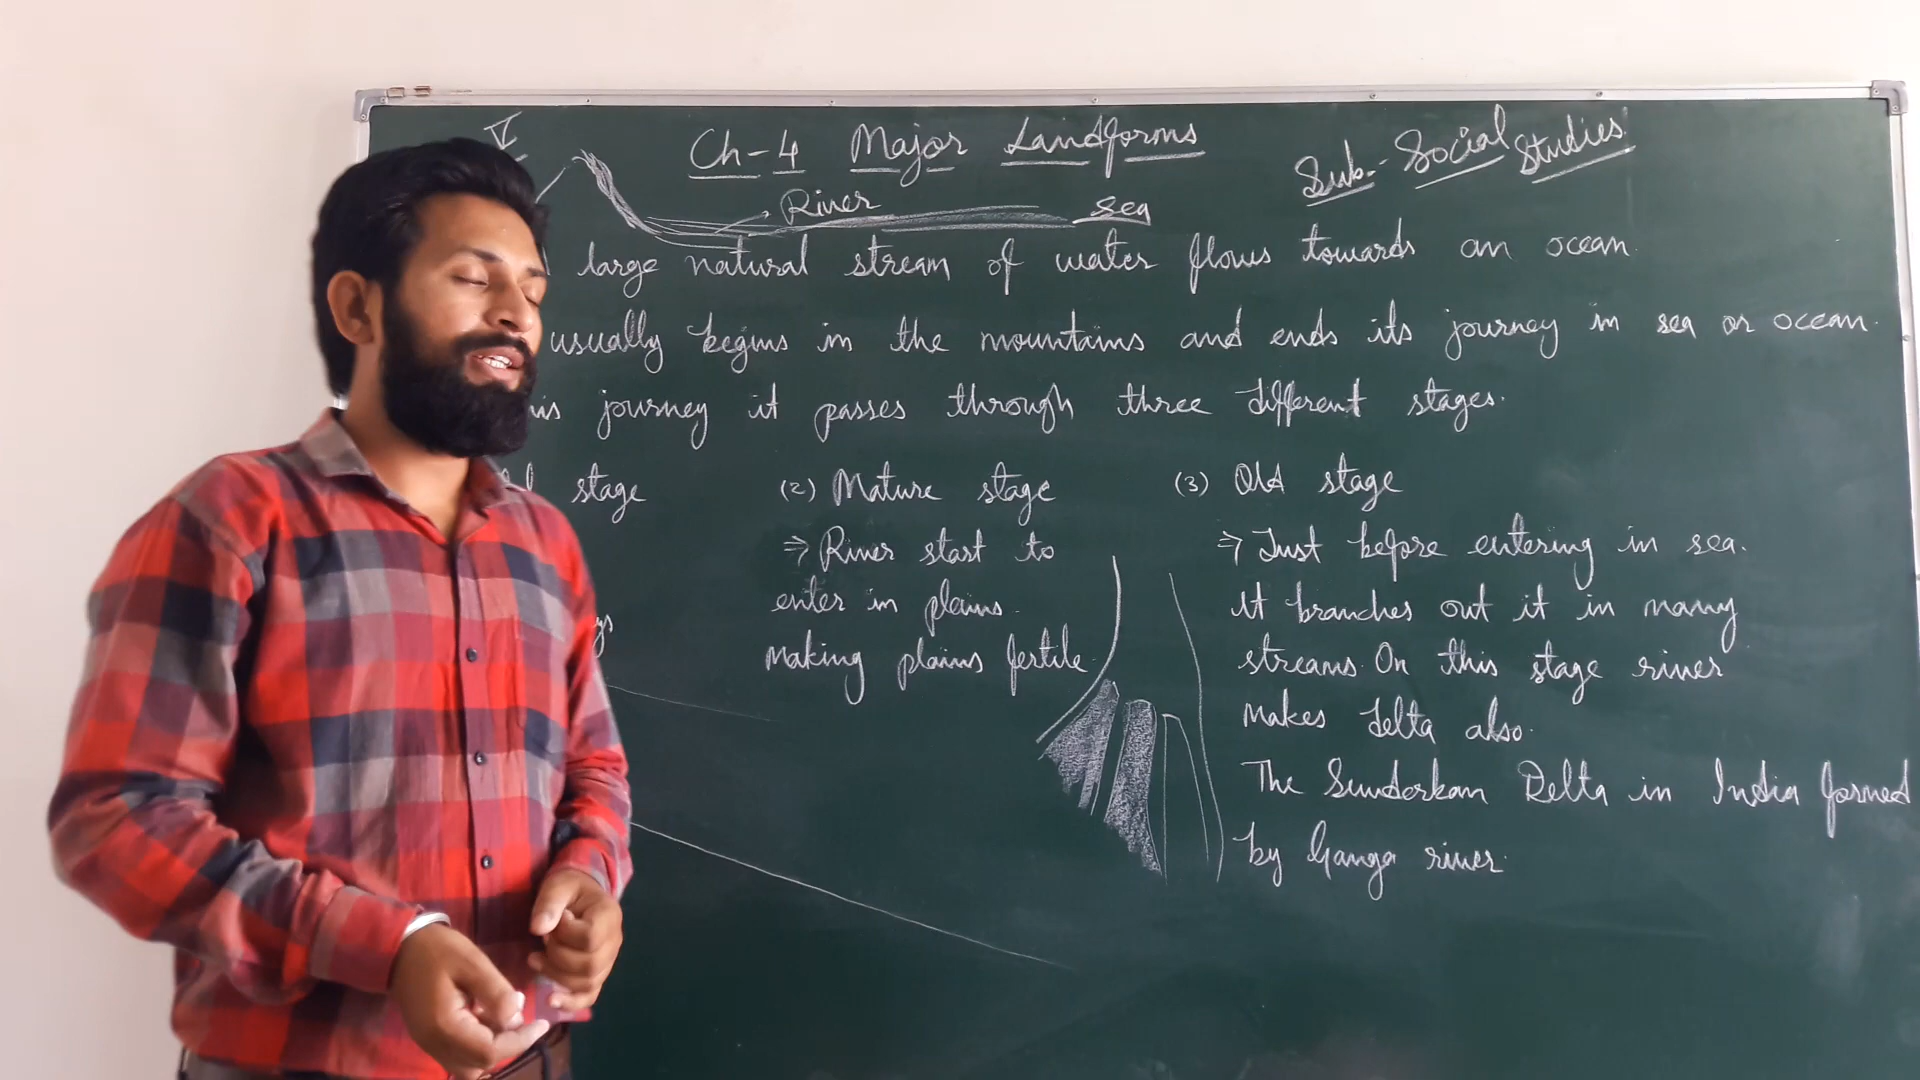 V
Ch-4 Major Landforms
Sub.- Social Studies
River sea
large natural stream of water flows towards an ocean.
usually begins in the mountains and ends its journey in sea or ocean.
journey it passes through three different stages.
stage (2) Mature stage (3) Old stage
⇒ River start to
enter in plains.
making plains fertile.
⇒ Just before entering in sea.
It branches out it in many
streams. On this stage river
makes delta also.
The Sunderban Delta in India formed
by Ganga river.